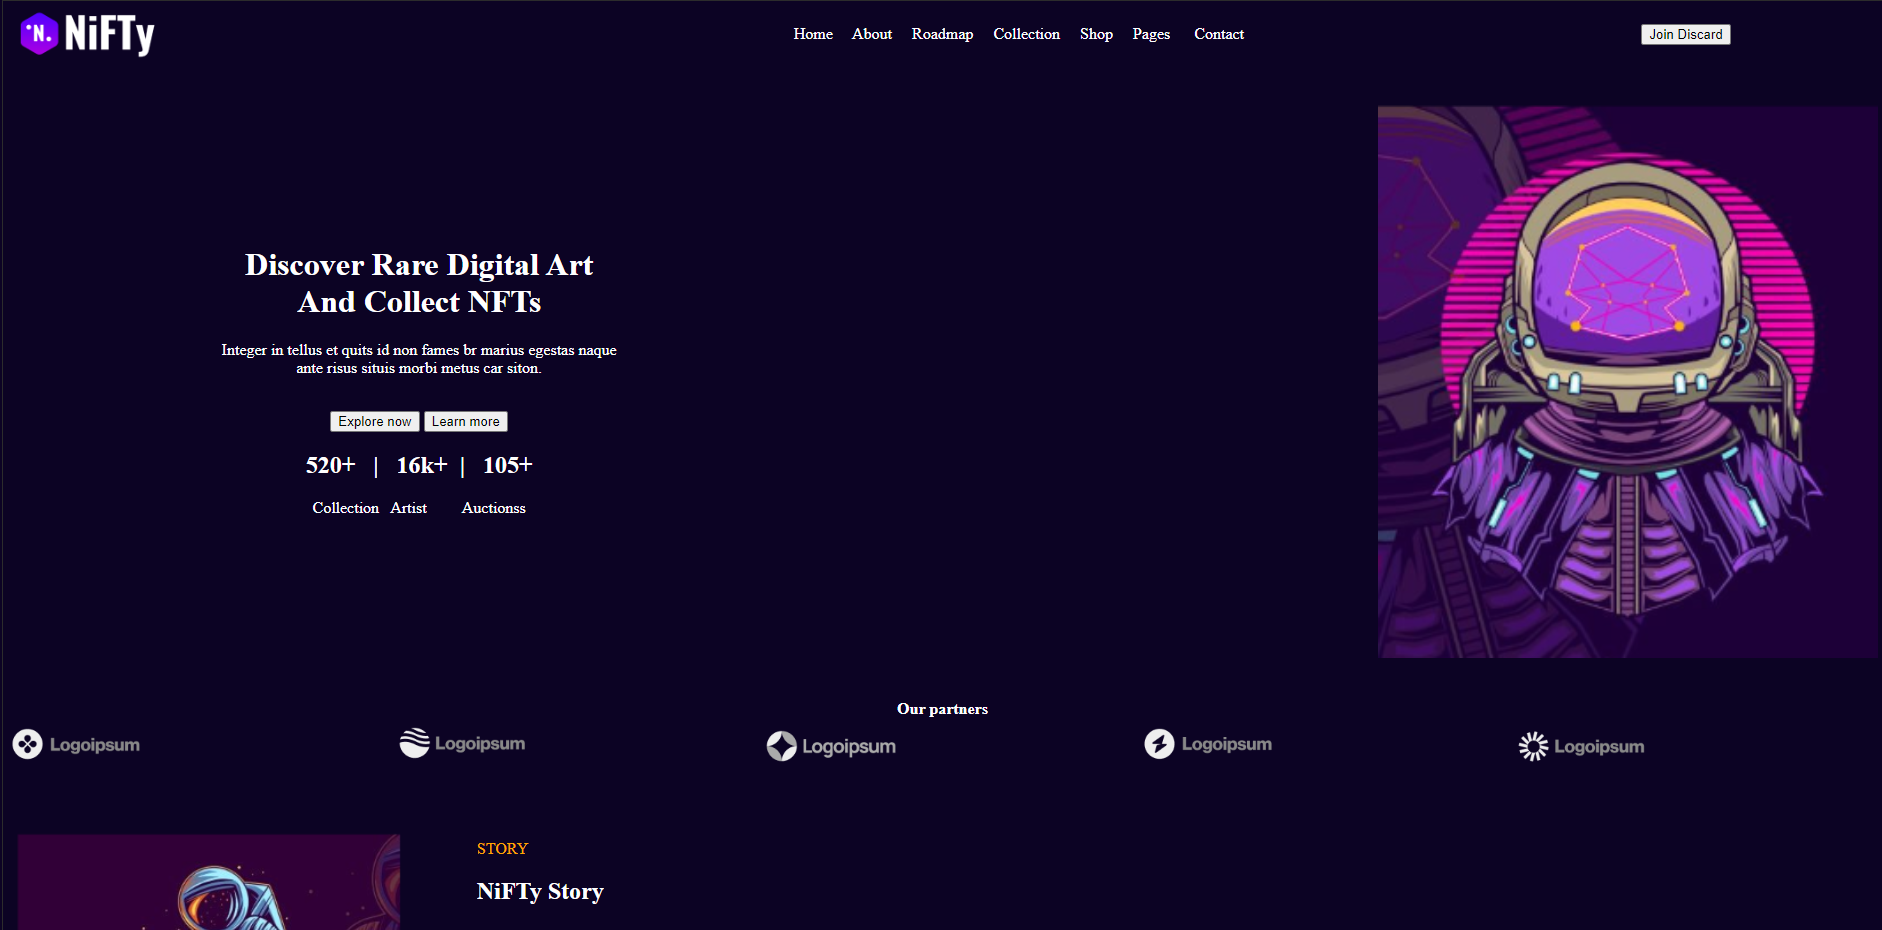 N. NiFTy
Home About Roadmap Collection Shop Pages Contact
Join Discard
Discover Rare Digital Art
And Collect NFTs
Integer in tellus et quits id non fames br marius egestas naque
ante risus situis morbi metus car siton.
Explore now Learn more
520+ | 16k+ | 105+
Collection Artist Auctionss
Our partners
Logoipsum Logoipsum Logoipsum Logoipsum Logoipsum
STORY
NiFTy Story